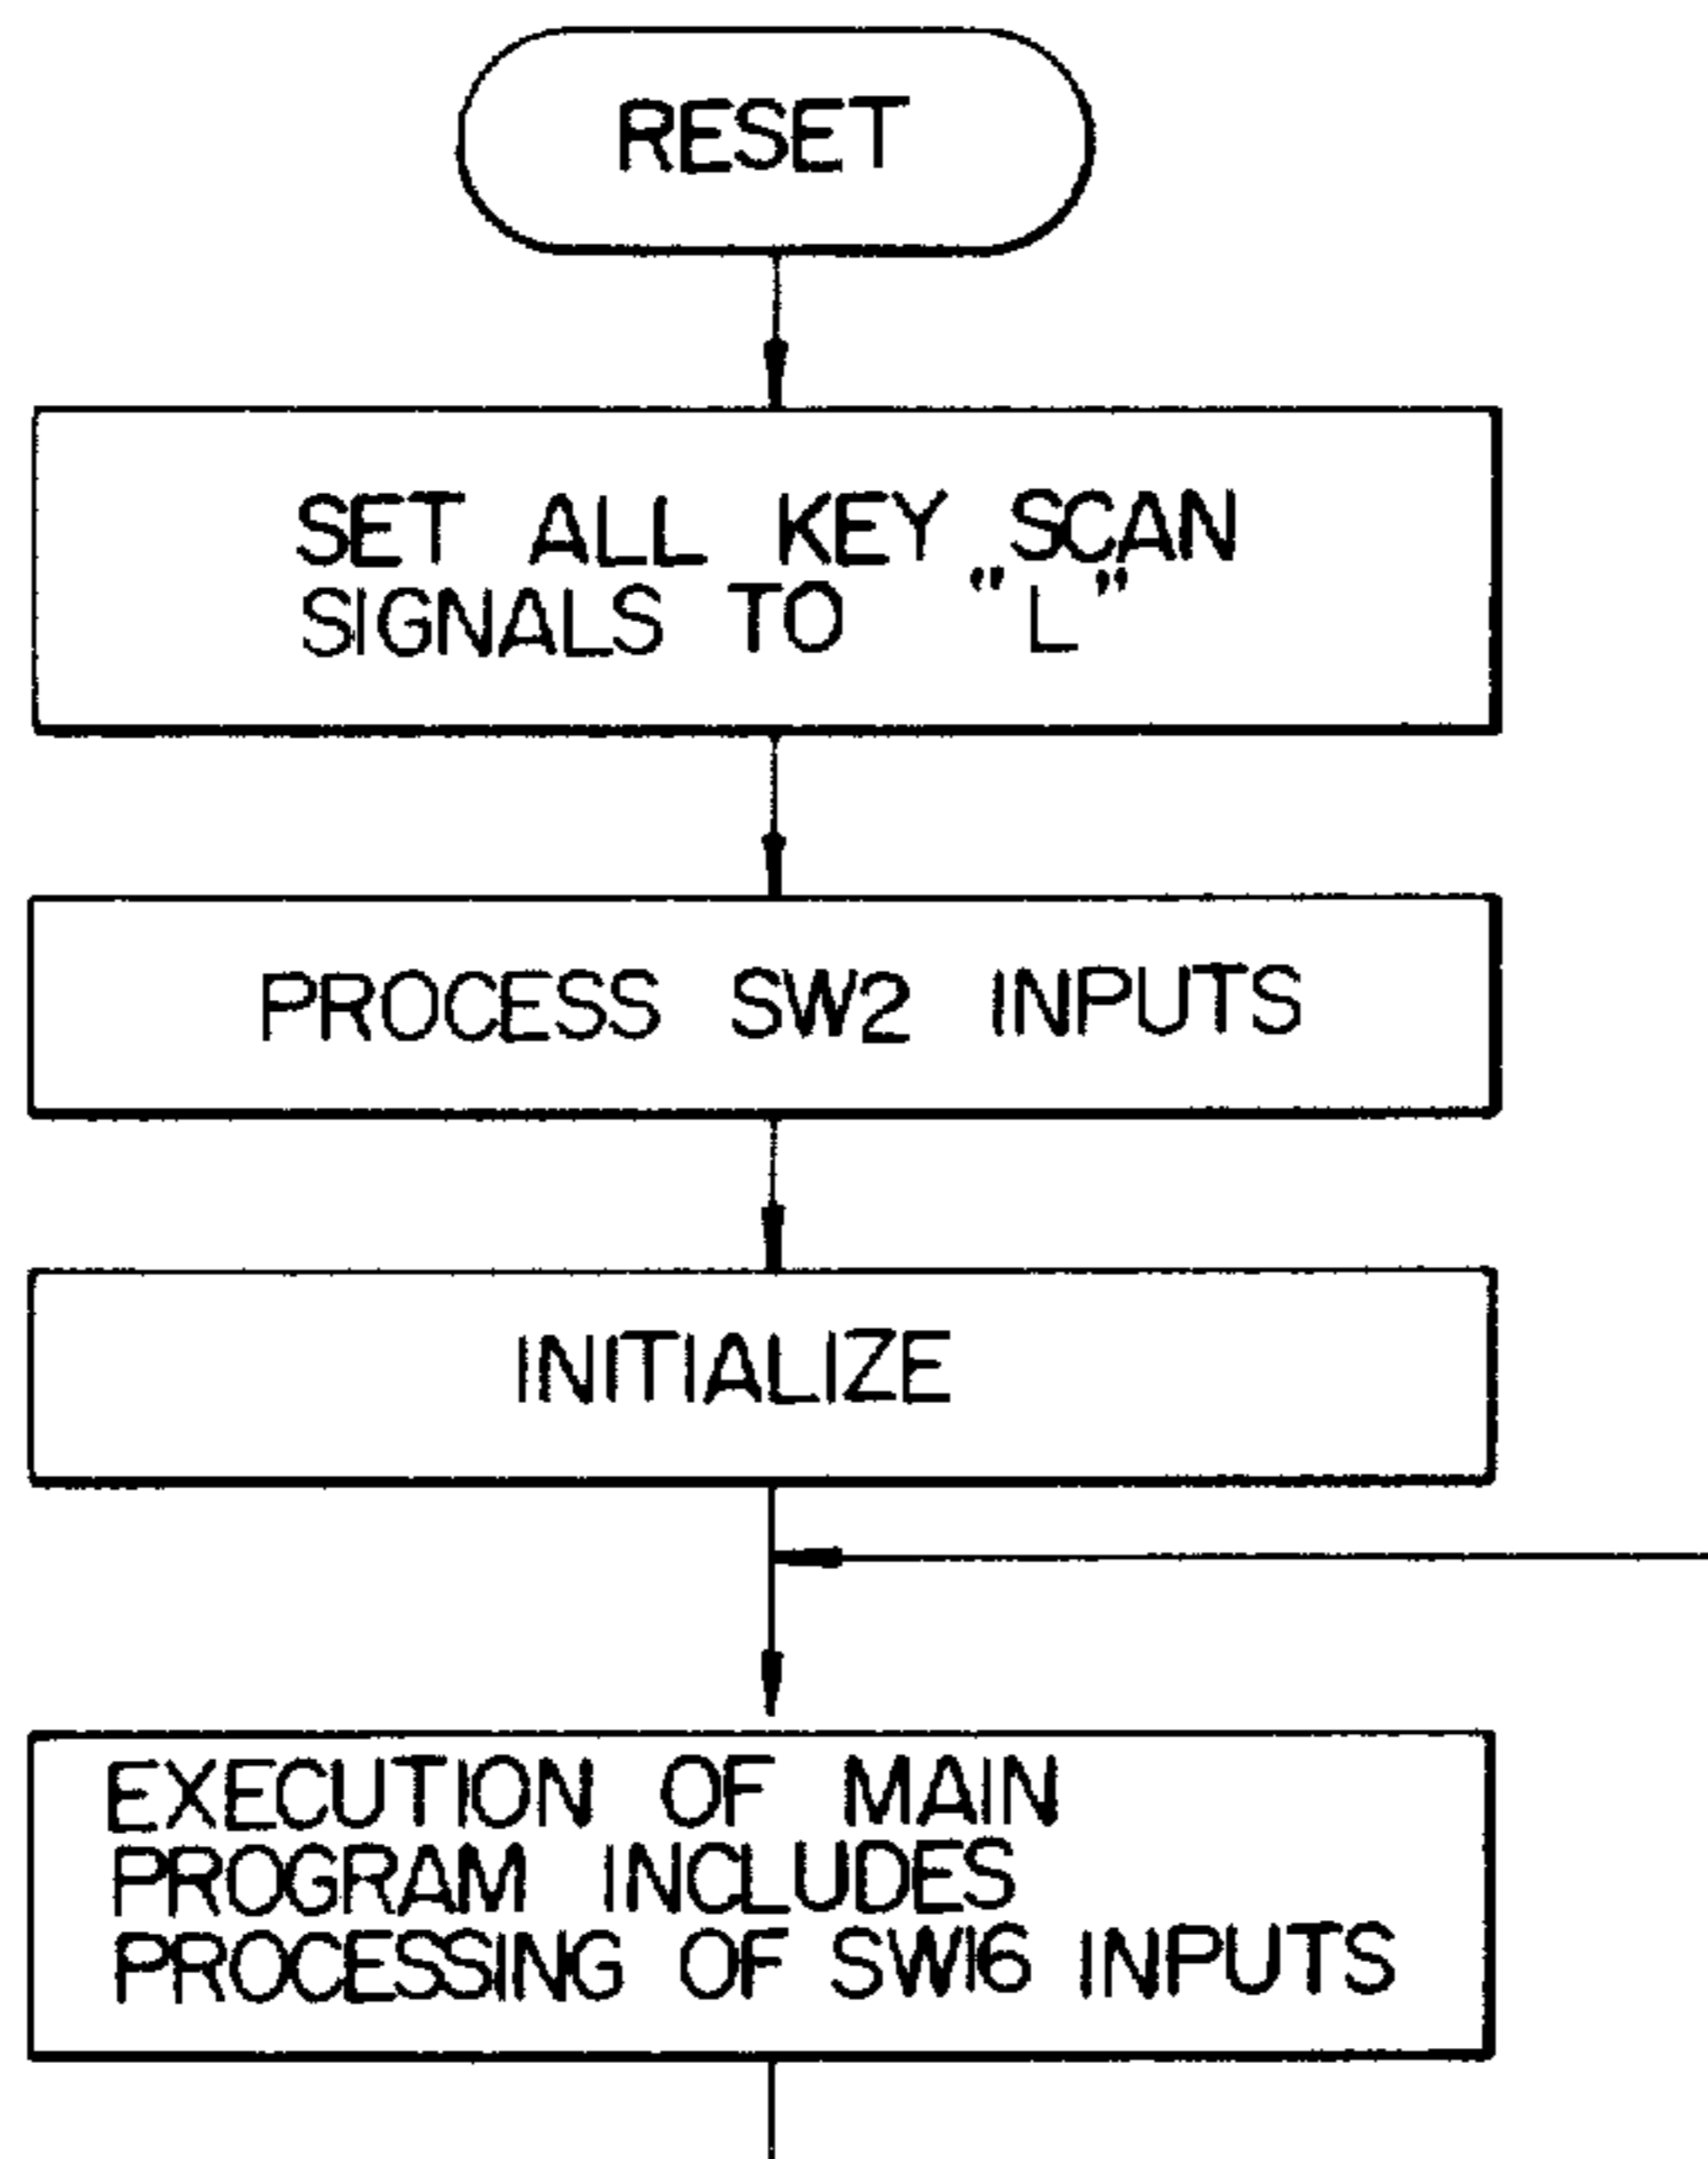 RESET
SET ALL KEY SCAN
SIGNALS TO "L"
PROCESS SW2 INPUTS
INITIALIZE
EXECUTION OF MAIN
PROGRAM INCLUDES
PROCESSING OF SW16 INPUTS